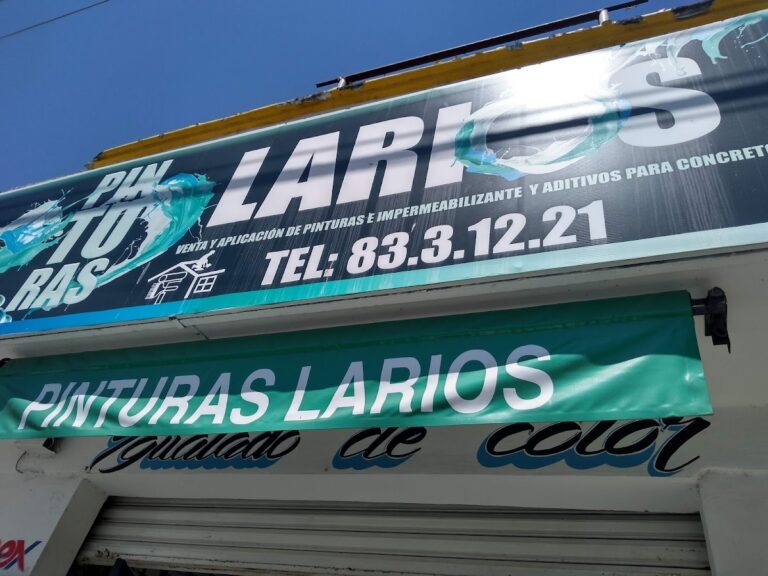 PIN
TU
RAS
LARIOS
VENTA Y APLICACIÓN DE PINTURAS E IMPERMEABILIZANTE Y ADITIVOS PARA CONCRETO
TEL: 83.3.12.21
PINTURAS LARIOS
Igualado de color